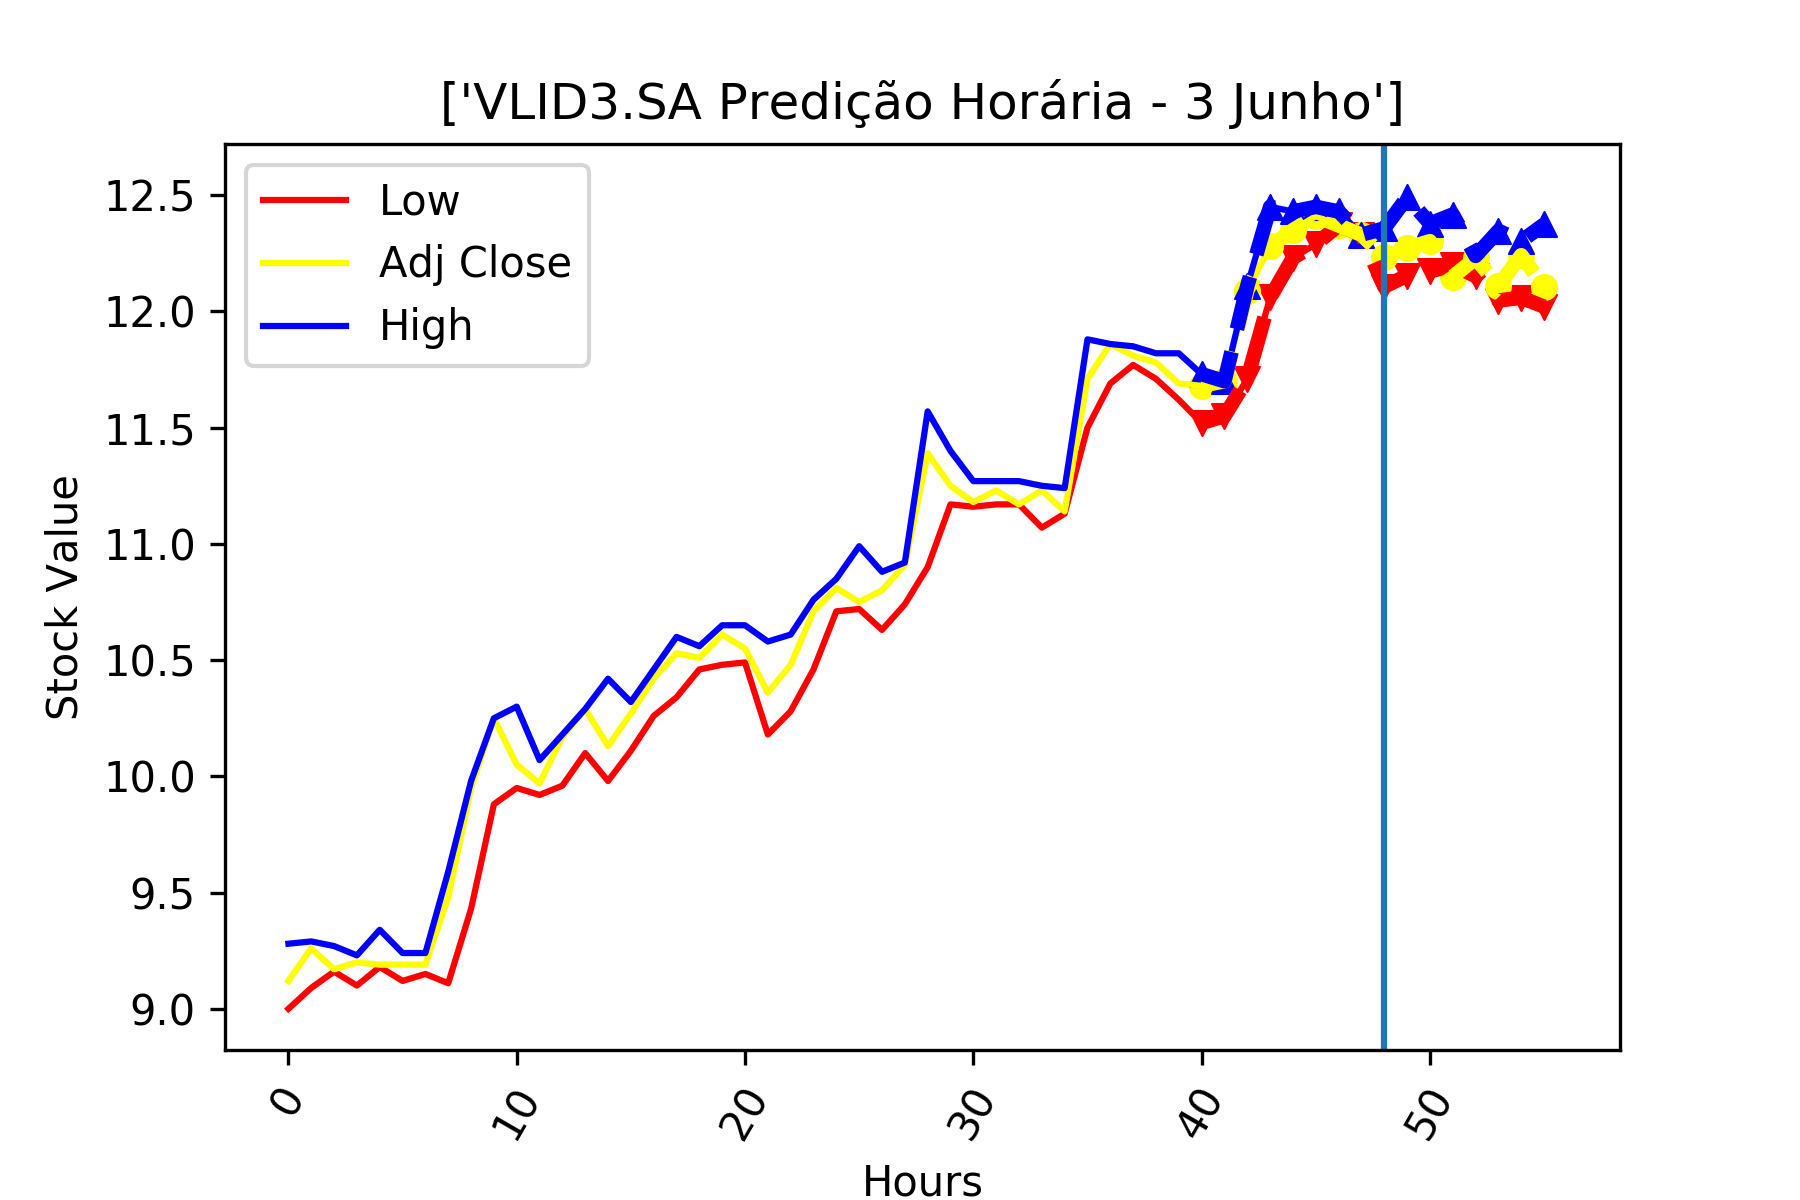 ['VLID3.SA Predição Horária - 3 Junho']
Low
Adj Close
High
12.5
12.0
11.5
11.0
10.5
10.0
9.5
9.0
Stock Value
0
10
20
30
40
50
Hours